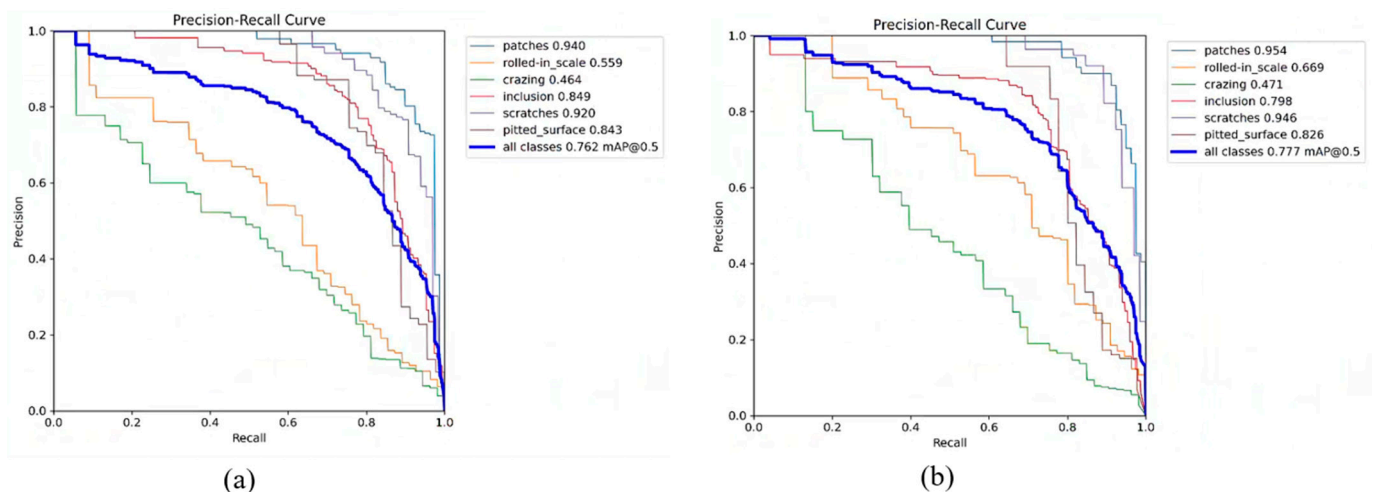 Precision-Recall Curve
1.0
0.8
0.6
0.4
0.2
0.0
Precision
0.0 0.2 0.4 0.6 0.8 1.0
Recall
patches 0.940
rolled-in_scale 0.559
crazing 0.464
inclusion 0.849
scratches 0.920
pitted_surface 0.843
all classes 0.762 mAP@0.5
(a)
Precision-Recall Curve
1.0
0.8
0.6
0.4
0.2
0.0
Precision
0.0 0.2 0.4 0.6 0.8 1.0
Recall
patches 0.954
rolled-in_scale 0.669
crazing 0.471
inclusion 0.798
scratches 0.946
pitted_surface 0.826
all classes 0.777 mAP@0.5
(b)